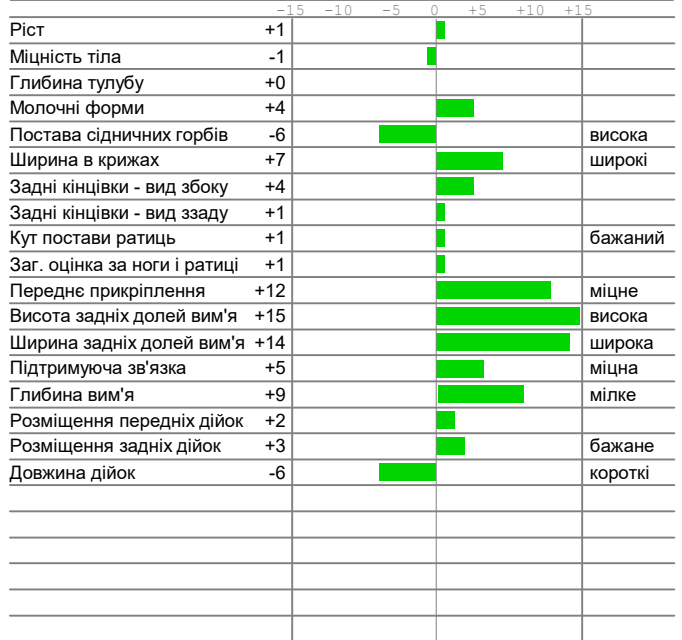 -15 -10 -5 0 +5 +10 +15
Ріст +1
Міцність тіла -1
Глибина тулубу +0
Молочні форми +4
Постава сідничних горбів -6 висока
Ширина в крижах +7 широкі
Задні кінцівки - вид збоку +4
Задні кінцівки - вид ззаду +1
Кут постави ратиць +1 бажаний
Заг. оцінка за ноги і ратиці +1
Переднє прикріплення +12 міцне
Висота задніх долей вим'я +15 висока
Ширина задніх долей вим'я +14 широка
Підтримуюча зв'язка +5 міцна
Глибина вим'я +9 мілке
Розміщення передніх дійок +2
Розміщення задніх дійок +3 бажане
Довжина дійок -6 короткі